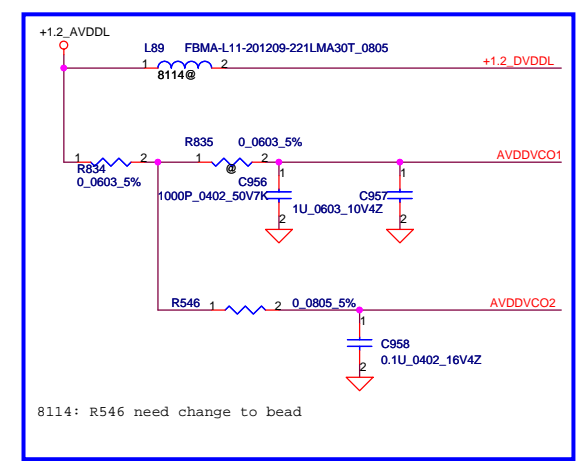 +1.2_AVDDL
L89 FBMA-L11-201209-221LMA30T_0805
1 2 +1.2_DVDDL
8114@
R835 0_0603_5%
1 2 1 2 AVDDVCO1
R834 @
0_0603_5%
C956 1 C957 1
1000P_0402_50V7K
1U_0603_10V4Z
2 2
R546 1 2 0_0805_5% AVDDVCO2
1
C958
0.1U_0402_16V4Z
2
8114: R546 need change to bead